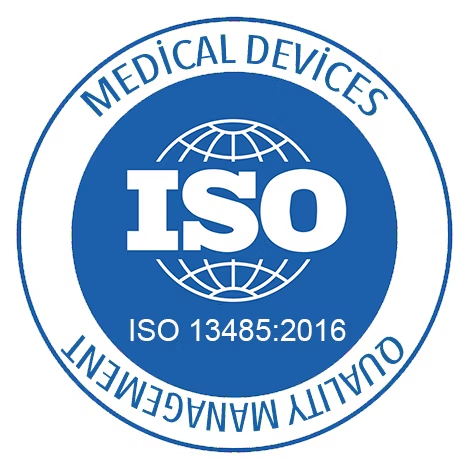 MEDİCAL DEVİCES
ISO
ISO 13485:2016
QUALITY MANAGEMENT